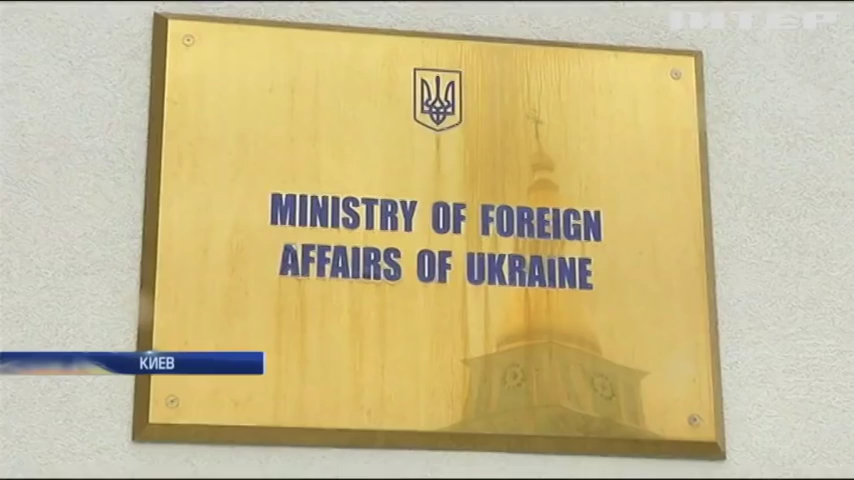 ІНТЕР
MINISTRY OF FOREIGN
AFFAIRS OF UKRAINE
КИЕВ